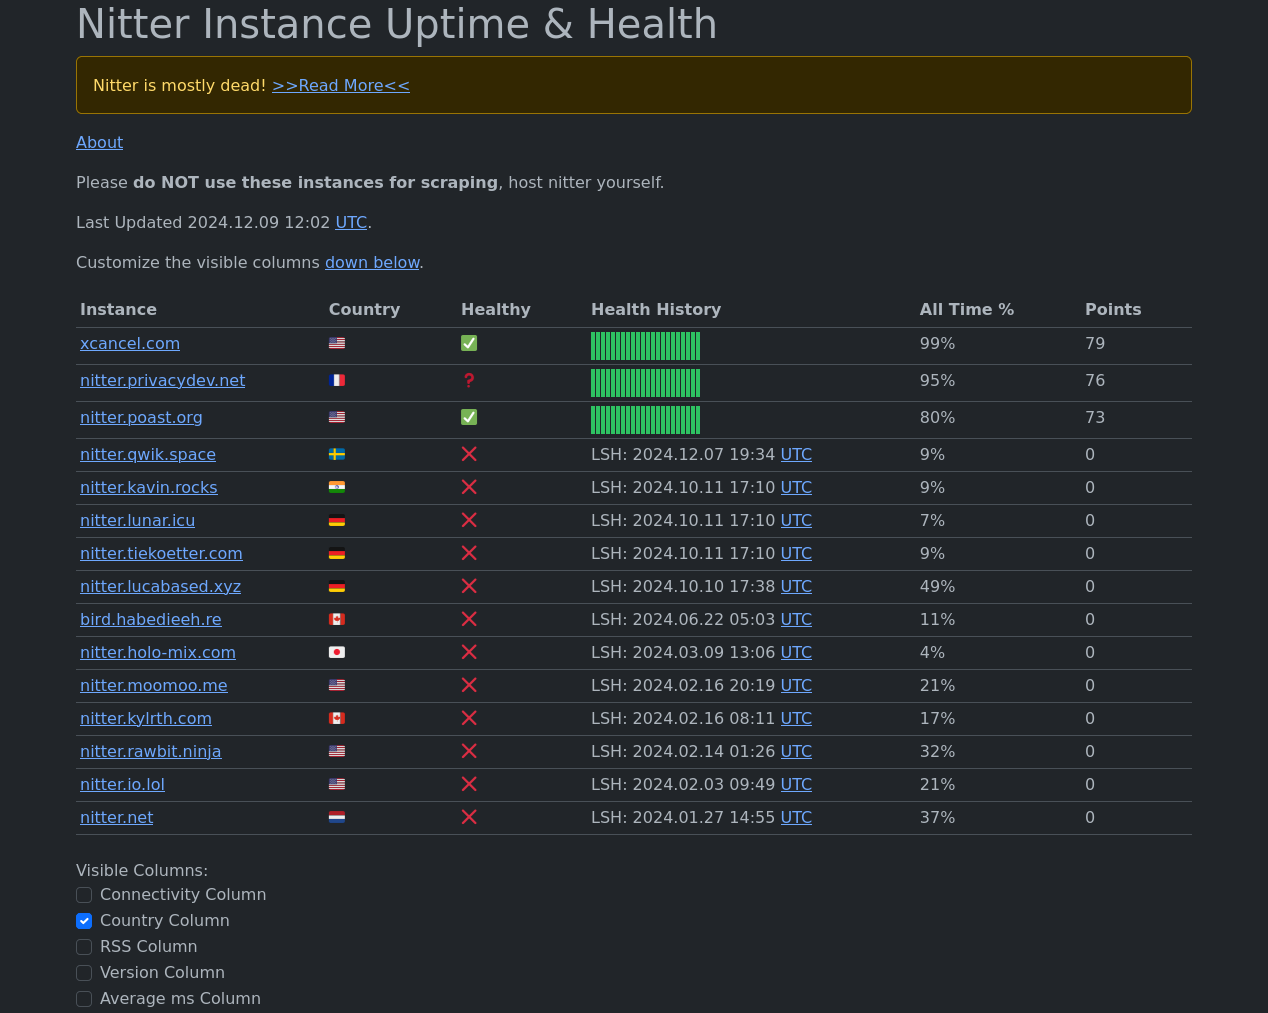 Nitter Instance Uptime & Health
Nitter is mostly dead! >>Read More<<
About
Please do NOT use these instances for scraping, host nitter yourself.
Last Updated 2024.12.09 12:02 UTC.
Customize the visible columns down below.
Instance Country Healthy Health History All Time % Points
xcancel.com 99% 79
nitter.privacydev.net 95% 76
nitter.poast.org 80% 73
nitter.qwik.space LSH: 2024.12.07 19:34 UTC 9% 0
nitter.kavin.rocks LSH: 2024.10.11 17:10 UTC 9% 0
nitter.lunar.icu LSH: 2024.10.11 17:10 UTC 7% 0
nitter.tiekoetter.com LSH: 2024.10.11 17:10 UTC 9% 0
nitter.lucabased.xyz LSH: 2024.10.10 17:38 UTC 49% 0
bird.habedieeh.re LSH: 2024.06.22 05:03 UTC 11% 0
nitter.holo-mix.com LSH: 2024.03.09 13:06 UTC 4% 0
nitter.moomoo.me LSH: 2024.02.16 20:19 UTC 21% 0
nitter.kylrth.com LSH: 2024.02.16 08:11 UTC 17% 0
nitter.rawbit.ninja LSH: 2024.02.14 01:26 UTC 32% 0
nitter.io.lol LSH: 2024.02.03 09:49 UTC 21% 0
nitter.net LSH: 2024.01.27 14:55 UTC 37% 0
Visible Columns:
Connectivity Column
Country Column
RSS Column
Version Column
Average ms Column